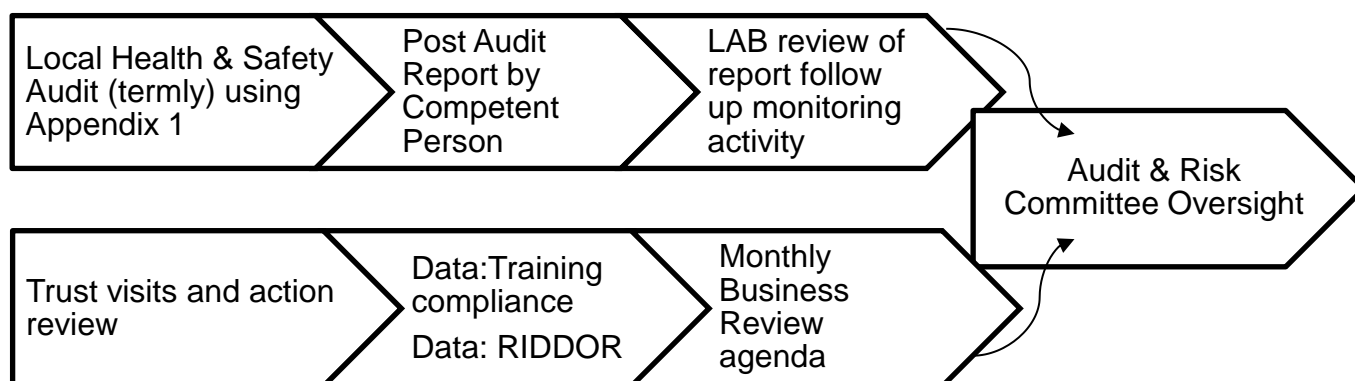 Local Health & Safety
Audit (termly) using
Appendix 1
Post Audit
Report by
Competent
Person
LAB review of
report follow
up monitoring
activity
Audit & Risk
Committee Oversight
Trust visits and action
review
Data:Training
compliance
Data: RIDDOR
Monthly
Business
Review
agenda